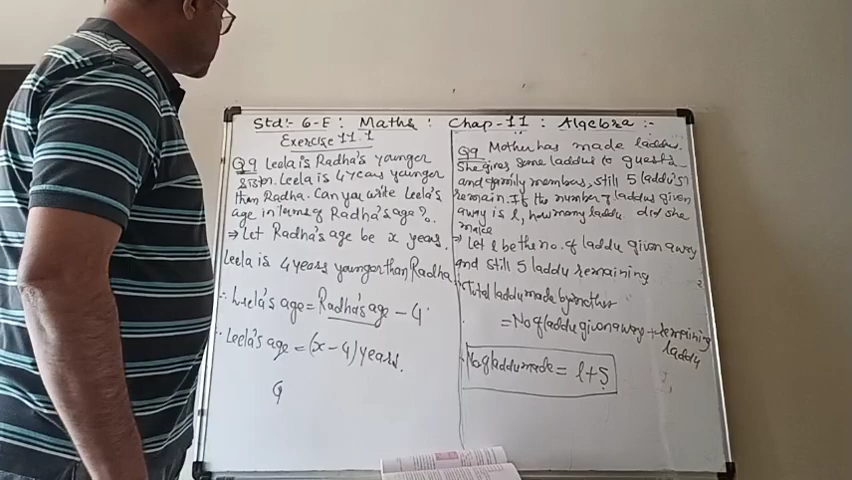 Std:- 6-E : Maths : Chap-11 : Algebra :-
Exercise 11.1
Q9 Leela is Radha's younger
sister. Leela is 4 years younger
than Radha. Can you write Leela's
age in terms of Radha's age?.
⇒ Let Radha's age be x years.
Leela is 4 years younger than Radha
∴ Leela's age = Radha's age - 4
∴ Leela's age = (x-4) years.
Q9 Mother has made laddus.
She gives some laddus to guests
and family members, still 5 laddu's
remain. If the number of laddus given
away is l, how many laddu did she
make
⇒ Let l be the no. of laddu given away
and still 5 laddu remaining
∴ Total laddu made by mother
= No of laddu given away + remaining
laddu
∴ No of laddu made = l+5